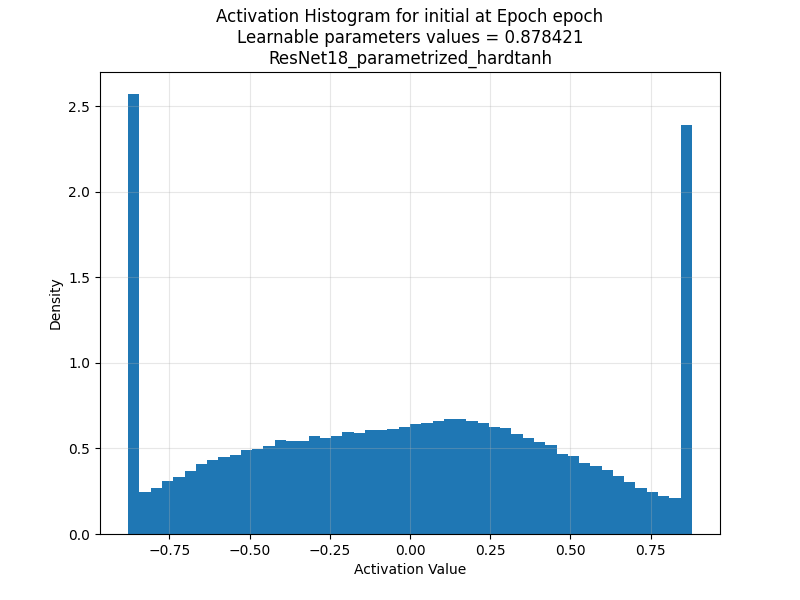 Activation Histogram for initial at Epoch epoch
Learnable parameters values = 0.878421
ResNet18_parametrized_hardtanh
2.5
2.0
1.5
1.0
0.5
0.0
Density
−0.75 −0.50 −0.25 0.00 0.25 0.50 0.75
Activation Value